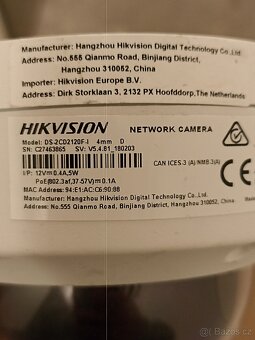 Manufacturer: Hangzhou Hikvision Digital Technology Co.,Ltd.
Address: No.555 Qianmo Road, Binjiang District,
Hangzhou 310052, China
Importer: Hikvision Europe B.V.
Address: Dirk Storklaan 3, 2132 PX Hoofddorp,The Netherlands
HIKVISION NETWORK CAMERA
Model: DS-2CD2120F-I 4mm D
SN: C27463865 SV: V5.4.81_180203
I/P: 12V⎓0.4A,5W
PoE(802.3af,37-57V)⎓0.1A
CAN ICES-3 (A)/NMB-3(A)
MAC Address: 94:E1:AC:C6:90:88
Manufacturer: Hangzhou Hikvision Digital Technology Co.,Ltd.
Address: No.555 Qianmo Road, Binjiang District, Hangzhou 310052, China
sbazar.cz